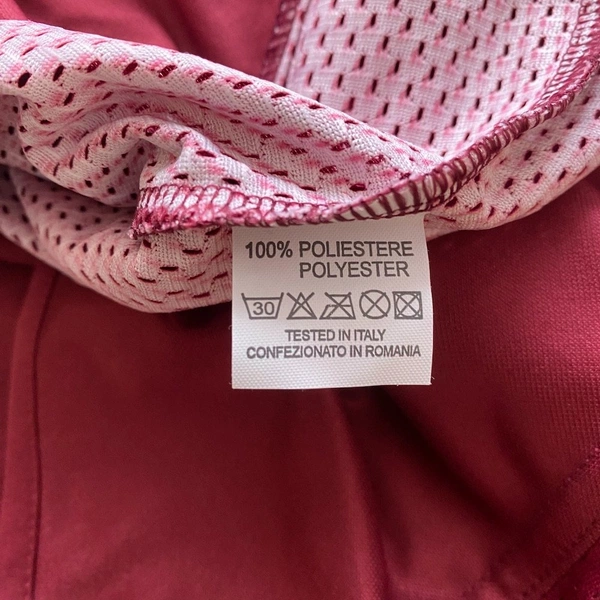 100% POLIESTERE
POLYESTER
30
TESTED IN ITALY
CONFEZIONATO IN ROMANIA